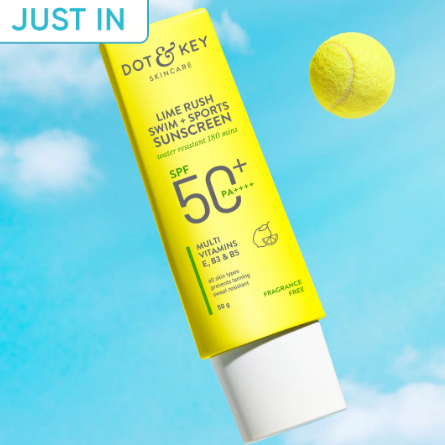 JUST IN
DOT & KEY
SKINCARE
LIME RUSH
SWIM + SPORTS
SUNSCREEN
water resistant 180 mins
SPF
50+
PA++++
MULTI
VITAMINS
E, B3 & B5
all skin types
prevents tanning
sweat resistant
50 g
FRAGRANCE
FREE